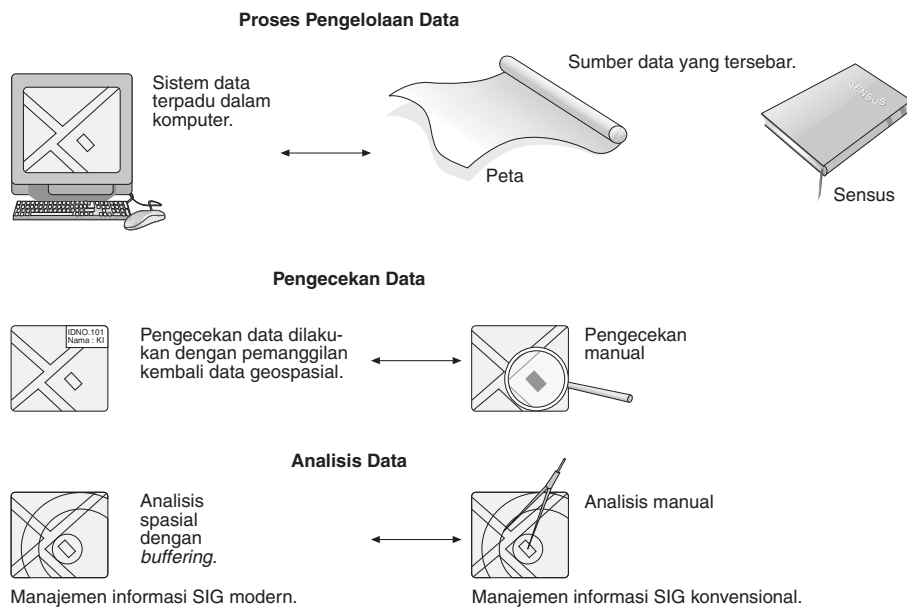 Proses Pengelolaan Data
Sistem data
terpadu dalam
komputer.
Sumber data yang tersebar.
SENSUS
Peta
Sensus
Pengecekan Data
IDNO.101
Nama : KI
Pengecekan data dilaku-
kan dengan pemanggilan
kembali data geospasial.
Pengecekan
manual
Analisis Data
Analisis
spasial
dengan
buffering.
Analisis manual
Manajemen informasi SIG modern.
Manajemen informasi SIG konvensional.